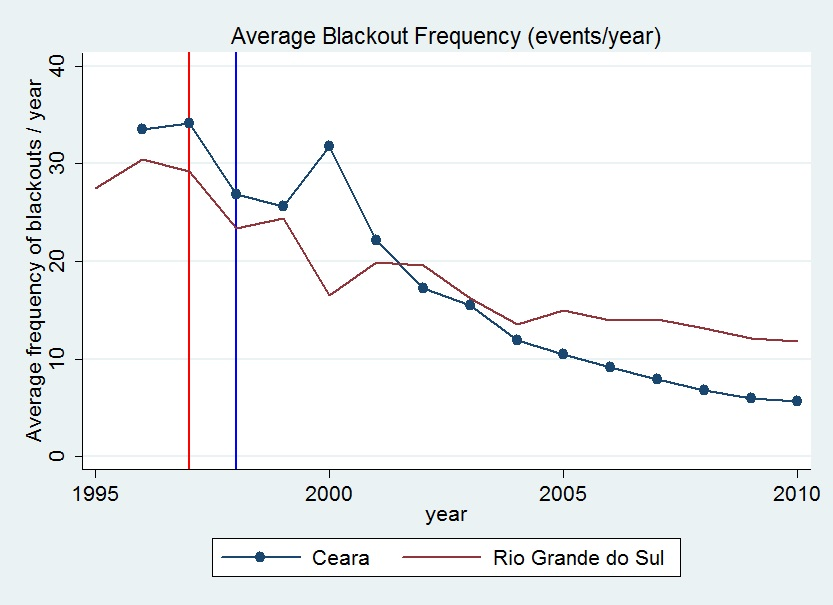 Average Blackout Frequency (events/year)
Average frequency of blackouts / year
40
30
20
10
0
1995 2000 2005 2010
year
Ceara Rio Grande do Sul